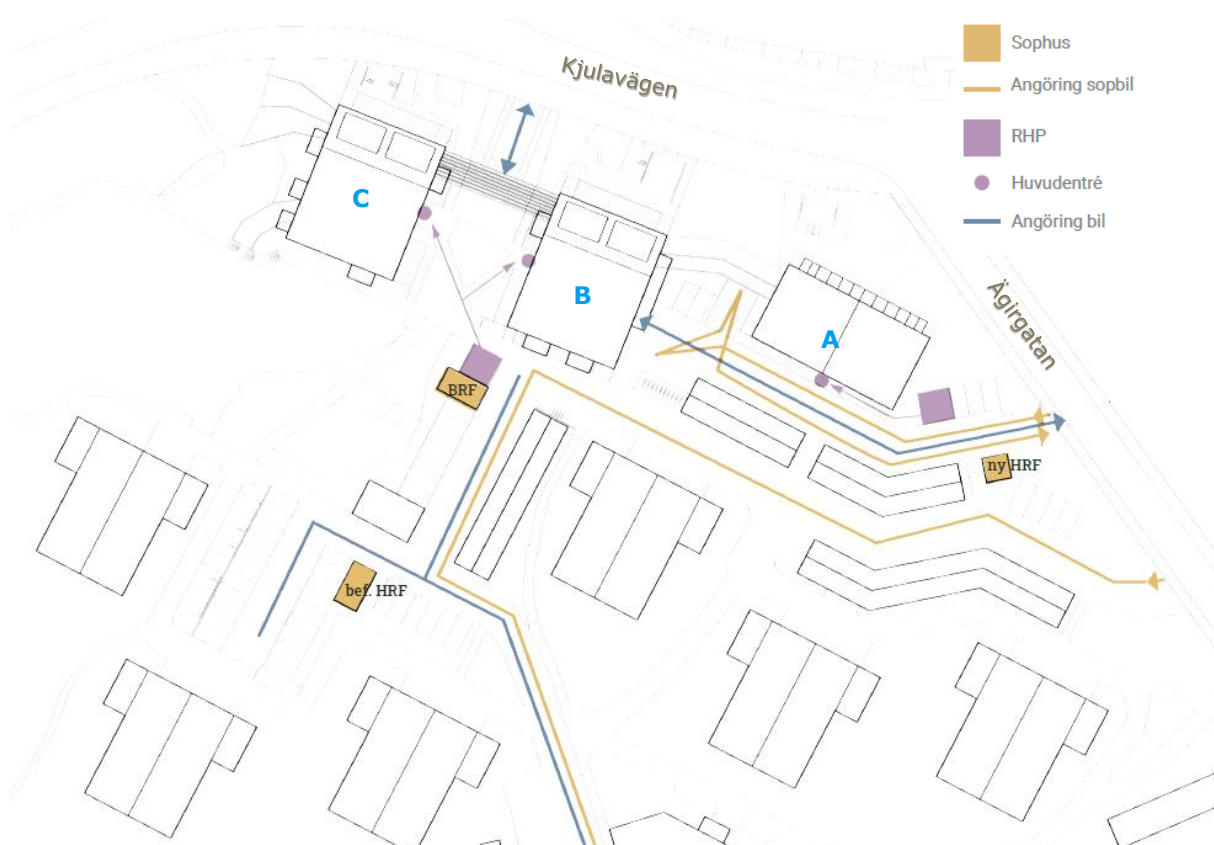 Kjulavägen
Sophus
Angöring sopbil
RHP
Huvudentré
Angöring bil
C
B
A
Ägirgatan
BRF
ny HRF
bef. HRF